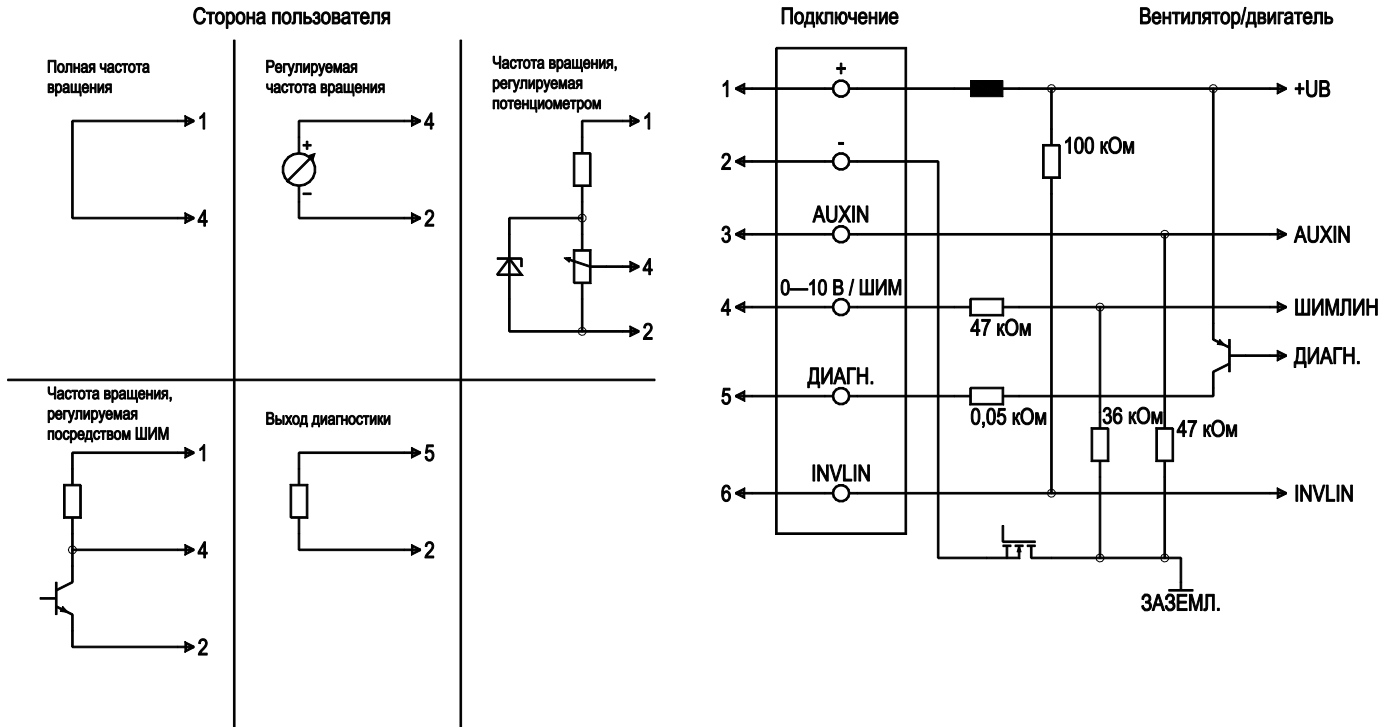 Сторона пользователя
Подключение
Вентилятор/двигатель
Полная частота
вращения
1
4
Регулируемая
частота вращения
4
+
−
2
Частота вращения,
регулируемая
потенциометром
1
4
2
Частота вращения,
регулируемая
посредством ШИМ
1
4
2
Выход диагностики
5
2
1
+
+UB
100 кОм
2
-
3
AUXIN
AUXIN
4
0—10 В / ШИМ
47 кОм
ШИМЛИН
ДИАГН.
5
ДИАГН.
0,05 кОм
36 кОм
47 кОм
6
INVLIN
INVLIN
ЗАЗЕМЛ.